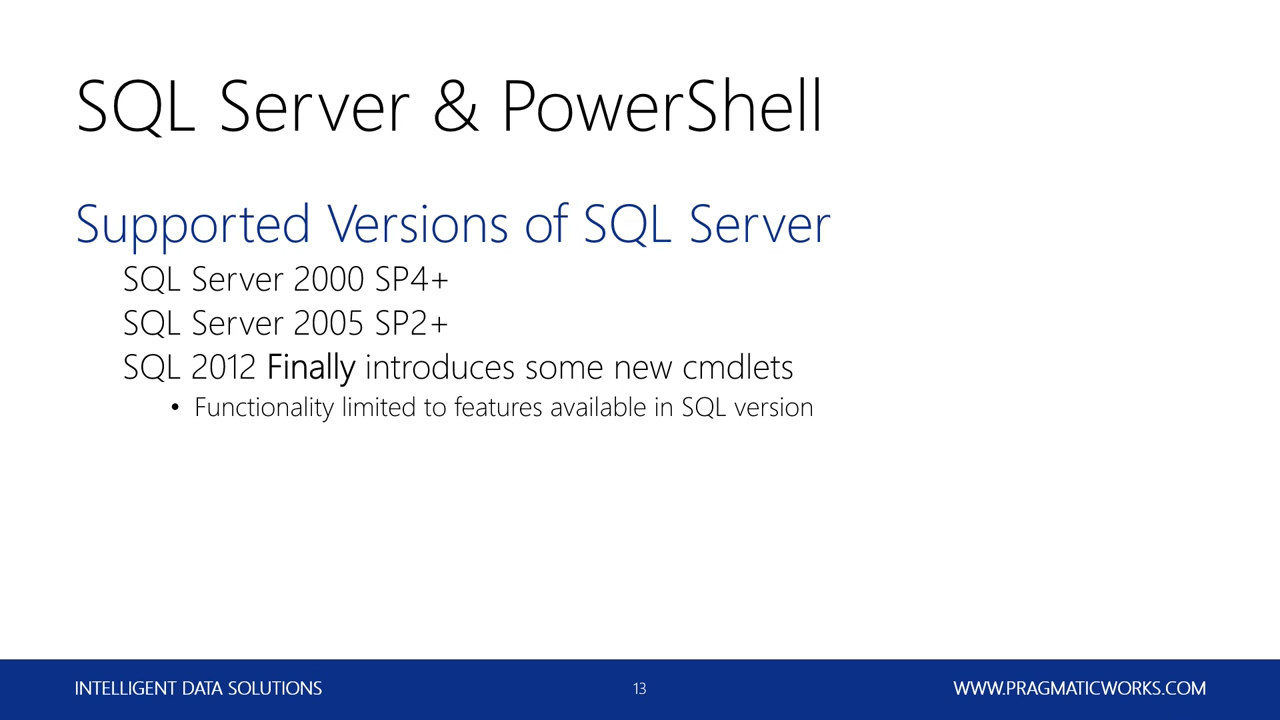 SQL Server & PowerShell
Supported Versions of SQL Server
SQL Server 2000 SP4+
SQL Server 2005 SP2+
SQL 2012 Finally introduces some new cmdlets
• Functionality limited to features available in SQL version
INTELLIGENT DATA SOLUTIONS
13
WWW.PRAGMATICWORKS.COM